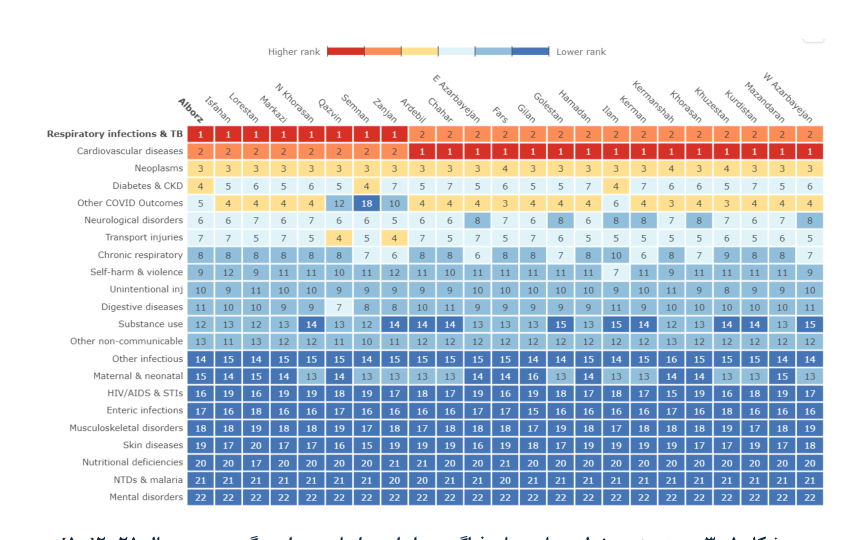 Higher rank Lower rank
Alborz Isfahan Lorestan Markazi N Khorasan Qazvin Semnan Zanjan Ardebil Chahar E Azarbayejan Fars Gilan Golestan Hamadan Ilam Kerman Kermanshah Khorasan Khuzestan Kurdistan Mazandaran W Azarbayejan
Respiratory infections & TB 1 1 1 1 1 1 1 1 2 2 2 2 2 2 2 2 2 2 2 2 2 2 2
Cardiovascular diseases 2 2 2 2 2 2 2 2 1 1 1 1 1 1 1 1 1 1 1 1 1 1 1
Neoplasms 3 3 3 3 3 3 3 3 3 3 3 4 3 3 3 3 3 4 3 4 3 3 3
Diabetes & CKD 4 5 6 5 6 5 4 7 5 7 5 6 5 5 7 4 7 6 6 5 7 5 6
Other COVID Outcomes 5 4 4 4 4 12 18 10 4 4 4 3 4 4 4 6 4 3 4 3 4 4 4
Neurological disorders 6 6 7 6 7 6 6 5 6 6 8 7 6 8 6 8 8 7 8 7 6 7 8
Transport injuries 7 7 5 7 5 4 5 4 7 5 7 5 7 6 5 5 5 5 5 6 5 6 5
Chronic respiratory 8 8 8 8 8 8 7 6 8 8 6 8 8 7 8 10 6 8 7 9 8 8 7
Self-harm & violence 9 12 9 11 11 10 11 12 11 10 11 11 11 11 11 7 11 9 11 11 11 11 9
Unintentional inj 10 9 11 10 10 9 9 9 9 9 10 10 10 10 9 9 10 11 9 8 9 9 10
Digestive diseases 11 10 10 9 9 7 8 8 10 11 9 9 9 9 10 11 9 10 10 10 10 10 11
Substance use 12 13 12 13 14 13 12 14 14 14 13 13 13 15 13 15 14 12 13 14 14 13 15
Other non-communicable 13 11 13 12 12 11 10 11 12 12 12 12 12 12 12 12 12 13 12 12 12 12 12
Other infectious 14 15 14 15 15 15 14 15 15 15 15 15 14 14 15 14 15 16 15 15 15 14 14
Maternal & neonatal 15 14 15 14 13 14 13 13 13 13 14 14 16 13 14 13 13 14 14 13 13 15 13
HIV/AIDS & STIs 16 19 16 19 19 18 19 17 18 18 17 18 18 17 18 17 18 15 19 16 18 19 17
Enteric infections 17 16 18 16 16 17 16 16 16 16 17 17 15 16 16 16 16 17 16 18 16 16 16
Musculoskeletal disorders 18 18 19 18 18 19 17 18 17 17 18 16 19 18 17 19 17 18 18 17 17 18 19
Skin diseases 19 17 20 17 17 16 15 19 19 19 16 19 18 17 19 18 19 19 17 17 19 17 18
Nutritional deficiencies 20 20 17 20 20 20 20 21 21 20 20 20 20 20 20 20 20 20 20 20 20 20 20
NTDs & malaria 21 21 21 21 21 21 21 20 20 21 21 21 21 21 21 21 21 21 21 21 21 21 21
Mental disorders 22 22 22 22 22 22 22 22 22 22 22 22 22 22 22 22 22 22 22 22 22 22 22